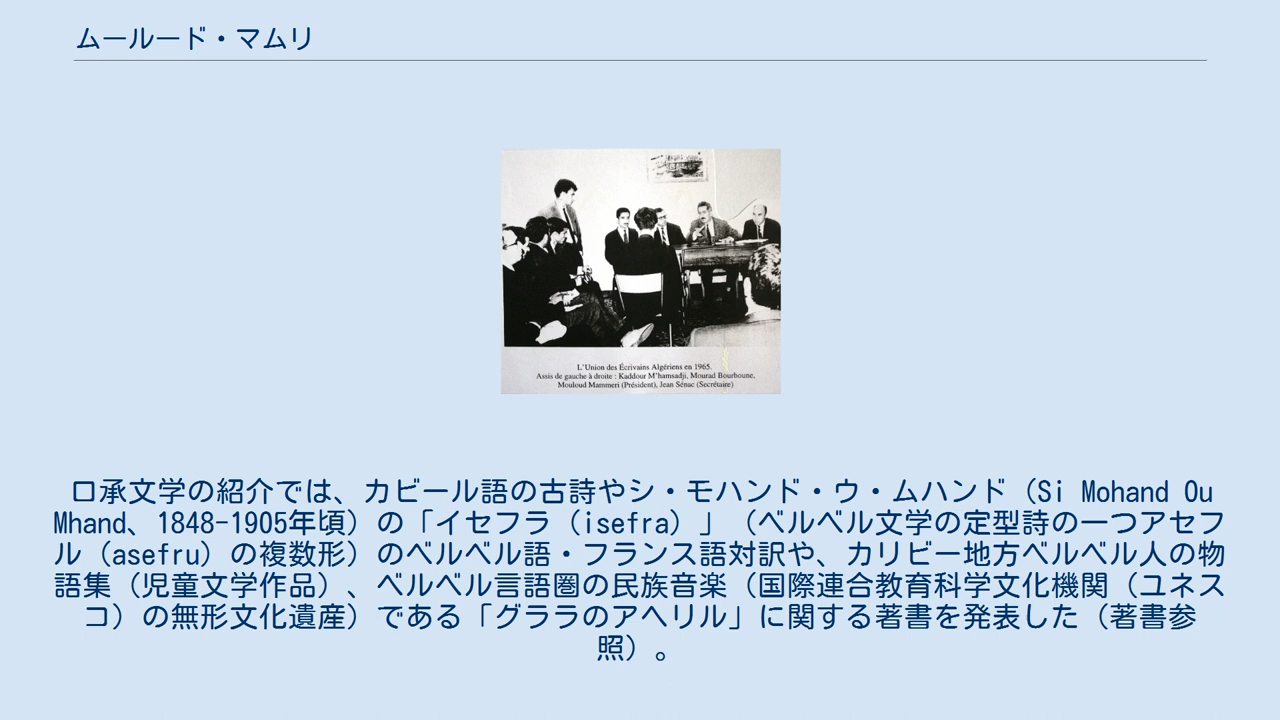 ムールード・マムリ
L'Union des Écrivains Algériens en 1965.
Assis de gauche à droite : Kaddour M'hamsadji, Mourad Bourboune,
Mouloud Mammeri (Président), Jean Sénac (Secrétaire)
口承文学の紹介では、カビール語の古詩やシ・モハンド・ウ・ムハンド（Si Mohand Ou
Mhand、1848-1905年頃）の「イセフラ（isefra）」（ベルベル文学の定型詩の一つアセフ
ル（asefru）の複数形）のベルベル語・フランス語対訳や、カリビー地方ベルベル人の物
語集（児童文学作品）、ベルベル言語圏の民族音楽（国際連合教育科学文化機関（ユネス
コ）の無形文化遺産）である「グララのアヘリル」に関する著書を発表した（著書参
照）。